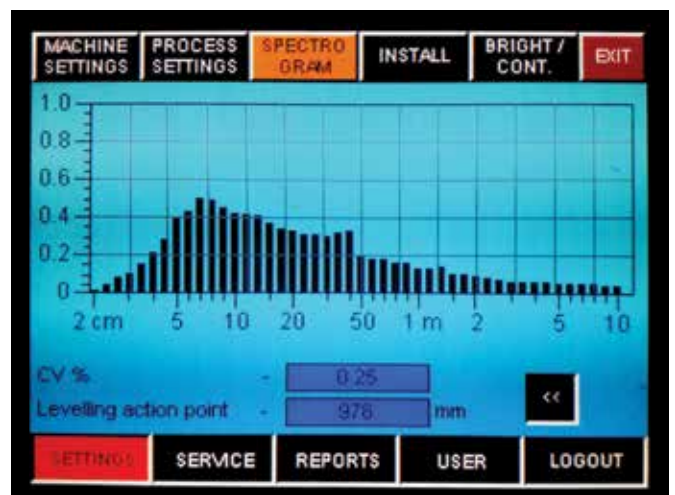 MACHINE SETTINGS PROCESS SETTINGS SPECTRO GRAM INSTALL BRIGHT / CONT. EXIT
1.0
0.8
0.6
0.4
0.2
0
2 cm 5 10 20 50 1 m 2 5 10
CV % - 0.25
Levelling action point - 978 mm
<<
SETTINGS SERVICE REPORTS USER LOGOUT